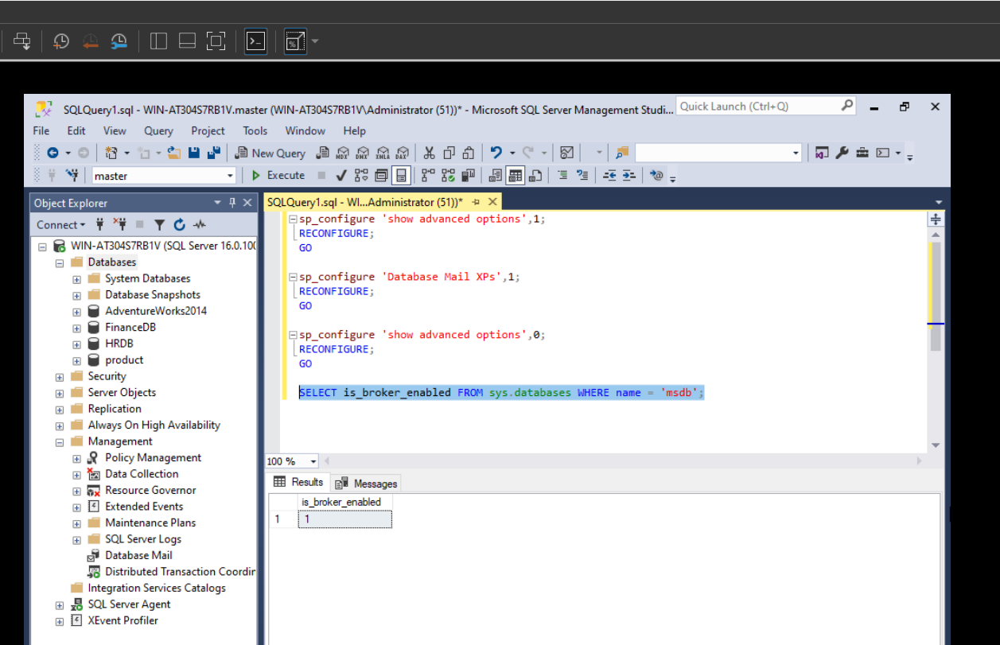 SQLQuery1.sql - WIN-AT304S7RB1V.master (WIN-AT304S7RB1V\Administrator (51))* - Microsoft SQL Server Management Studi...
Quick Launch (Ctrl+Q)
File Edit View Query Project Tools Window Help
New Query MDX DMX XMLA DAX
master Execute
Object Explorer
SQLQuery1.sql - WI...Administrator (51))*
Connect
WIN-AT304S7RB1V (SQL Server 16.0.100
Databases
System Databases
Database Snapshots
AdventureWorks2014
FinanceDB
HRDB
product
Security
Server Objects
Replication
Always On High Availability
Management
Policy Management
Data Collection
Resource Governor
Extended Events
Maintenance Plans
SQL Server Logs
Database Mail
Distributed Transaction Coordin
Integration Services Catalogs
SQL Server Agent
XEvent Profiler
sp_configure 'show advanced options',1;
RECONFIGURE;
GO
sp_configure 'Database Mail XPs',1;
RECONFIGURE;
GO
sp_configure 'show advanced options',0;
RECONFIGURE;
GO
SELECT is_broker_enabled FROM sys.databases WHERE name = 'msdb';
100 %
Results Messages
is_broker_enabled
1 1